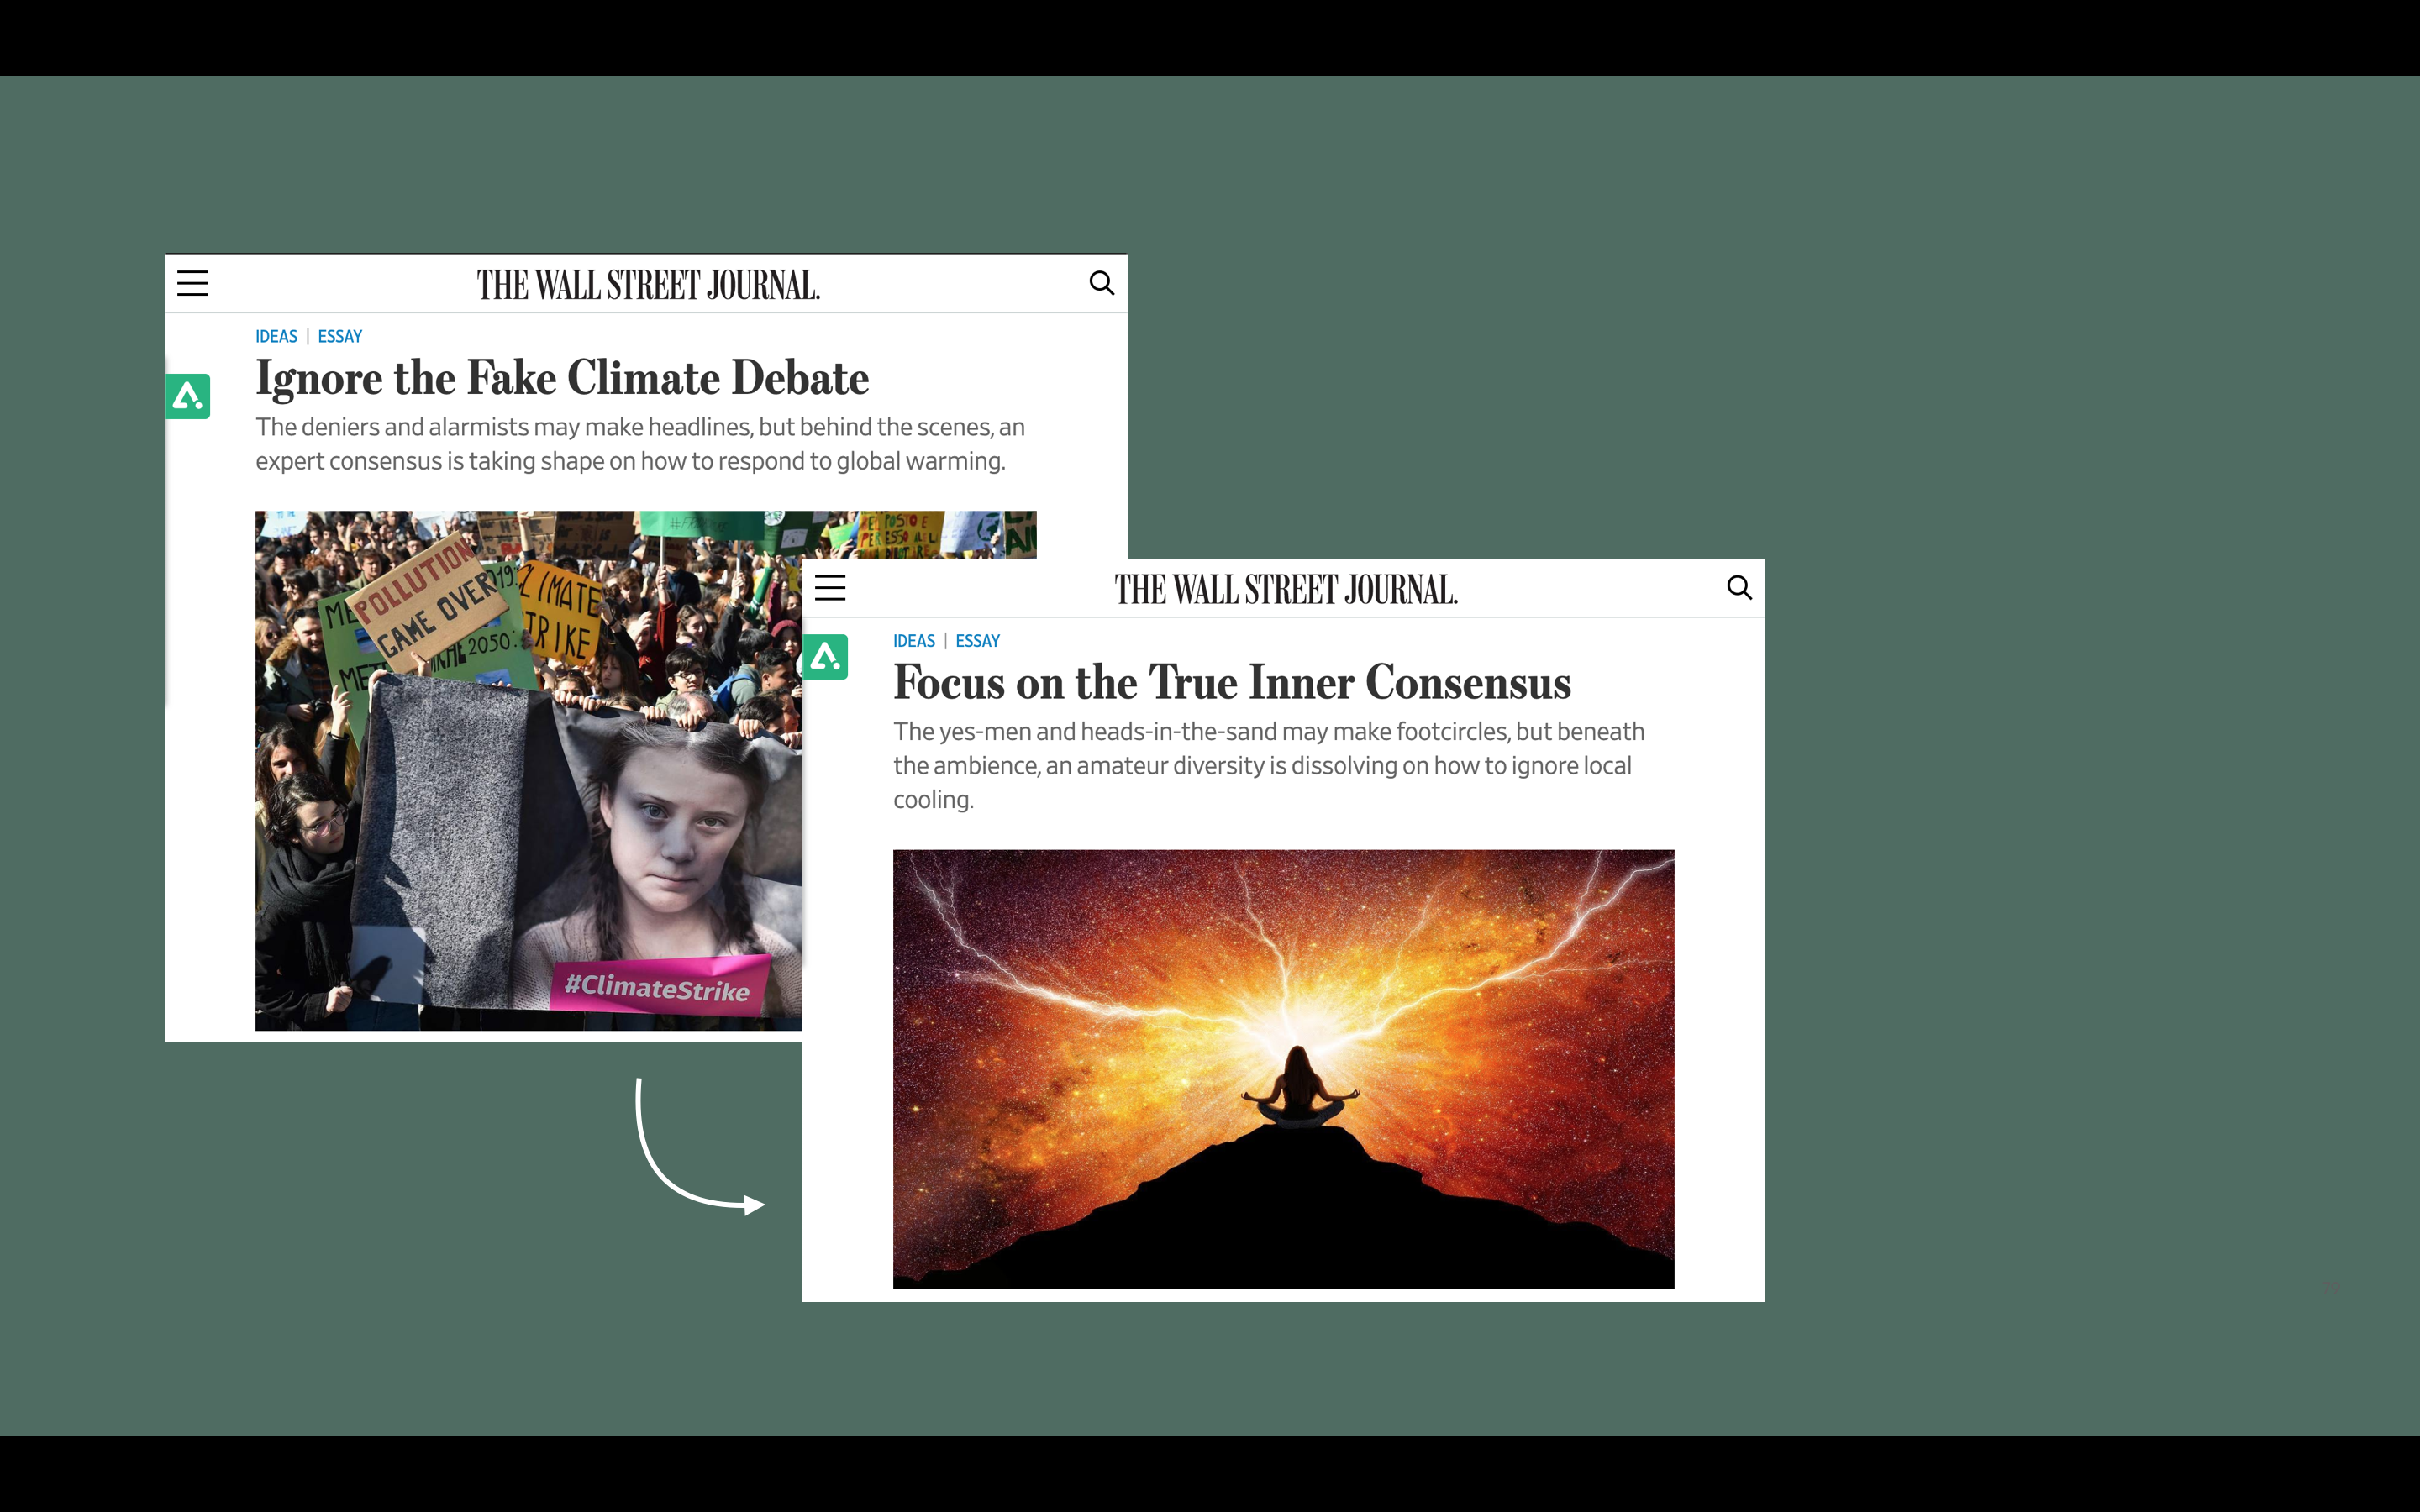 THE WALL STREET JOURNAL.
IDEAS | ESSAY
Ignore the Fake Climate Debate
The deniers and alarmists may make headlines, but behind the scenes, an
expert consensus is taking shape on how to respond to global warming.
POLLUTION
GAME OVER
2050:
#ClimateStrike
THE WALL STREET JOURNAL.
IDEAS | ESSAY
Focus on the True Inner Consensus
The yes-men and heads-in-the-sand may make footcircles, but beneath
the ambience, an amateur diversity is dissolving on how to ignore local
cooling.